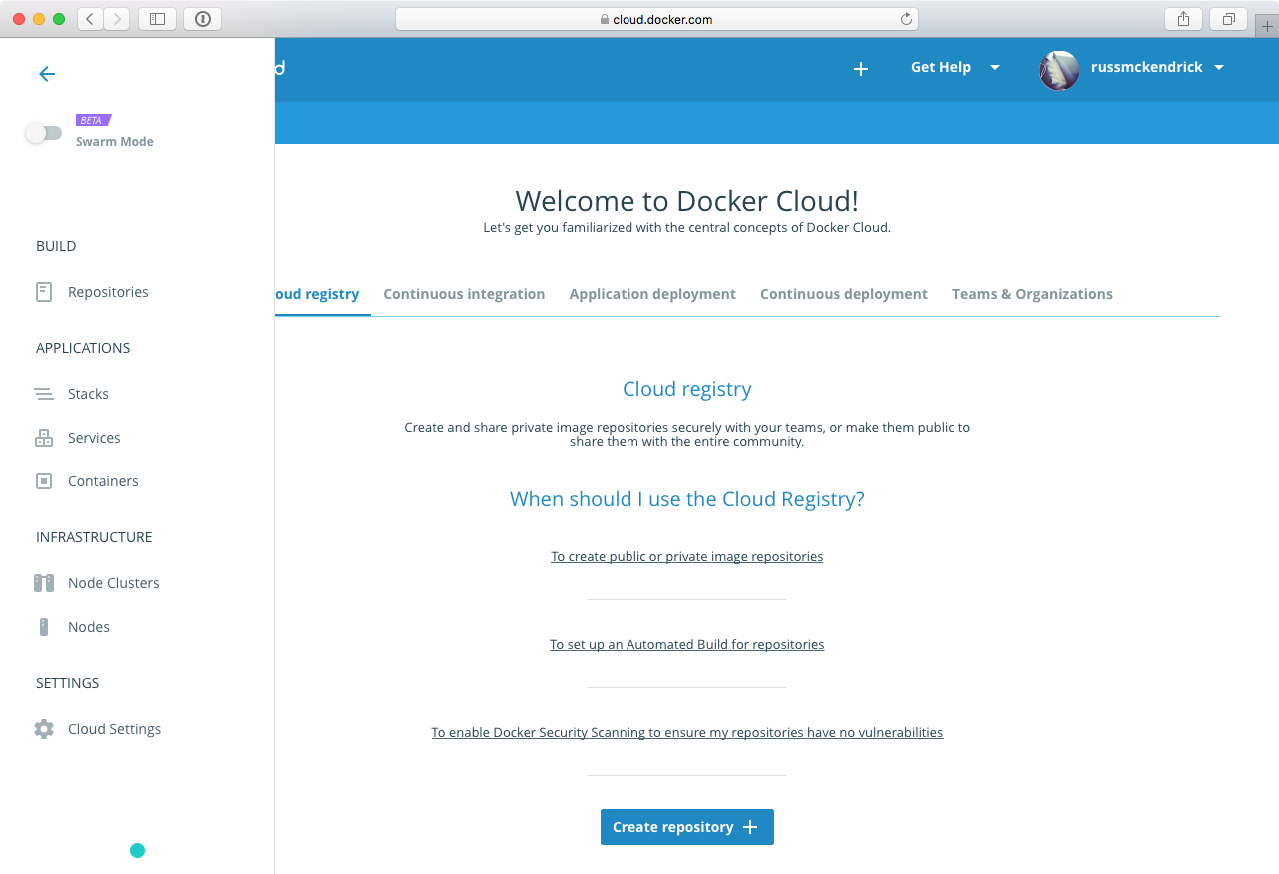 cloud.docker.com
Get Help
russmckendrick
BETA
Swarm Mode
BUILD
Repositories
APPLICATIONS
Stacks
Services
Containers
INFRASTRUCTURE
Node Clusters
Nodes
SETTINGS
Cloud Settings
Welcome to Docker Cloud!
Let's get you familiarized with the central concepts of Docker Cloud.
oud registry
Continuous integration
Application deployment
Continuous deployment
Teams & Organizations
Cloud registry
Create and share private image repositories securely with your teams, or make them public to
share them with the entire community.
When should I use the Cloud Registry?
To create public or private image repositories
To set up an Automated Build for repositories
To enable Docker Security Scanning to ensure my repositories have no vulnerabilities
Create repository